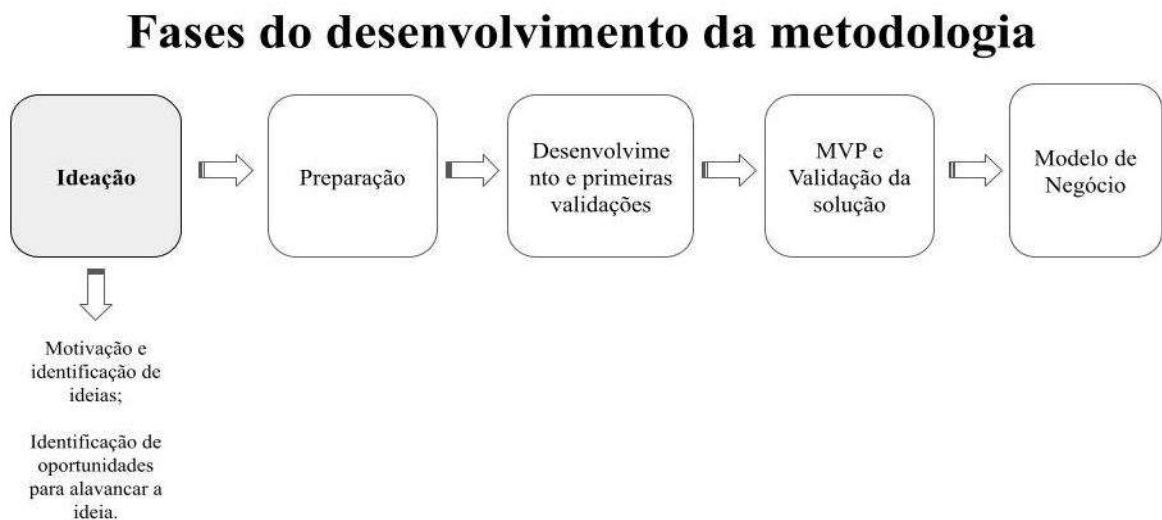 Fases do desenvolvimento da metodologia
Ideação
Preparação
Desenvolvime
nto e primeiras
validações
MVP e
Validação da
solução
Modelo de
Negócio
Motivação e
identificação de
ideias;
Identificação de
oportunidades
para alavancar a
ideia.